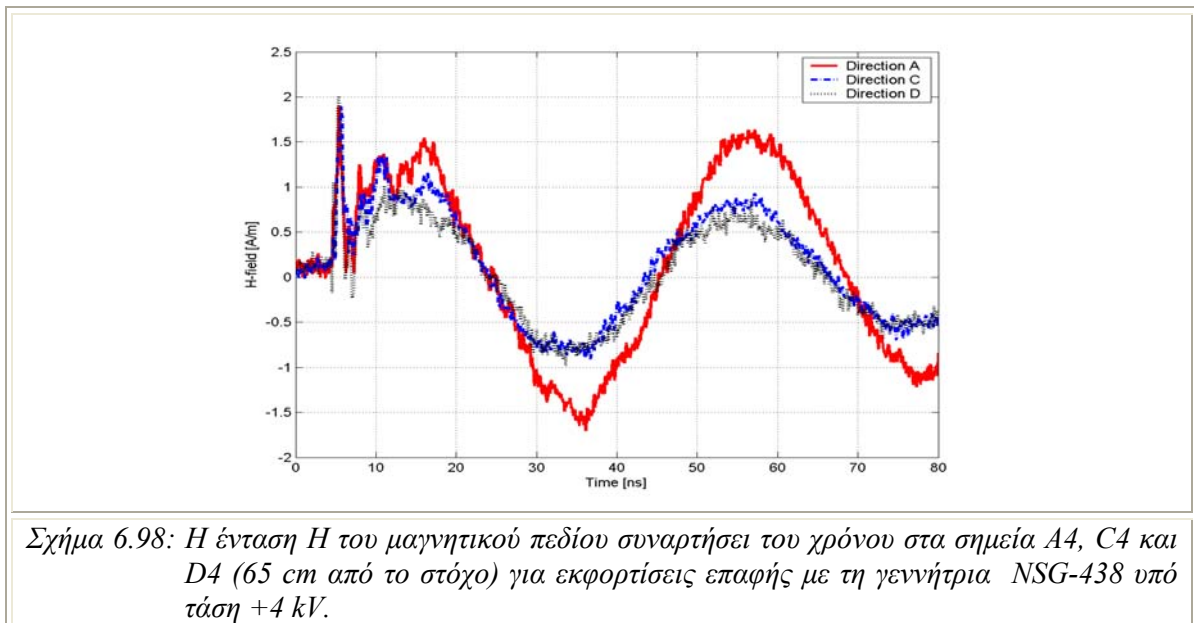 2.5
2
1.5
1
0.5
0
-0.5
-1
-1.5
-2
H-field [A/m]
Direction A
Direction C
Direction D
0 10 20 30 40 50 60 70 80
Time [ns]
Σχήμα 6.98: Η ένταση Η του μαγνητικού πεδίου συναρτήσει του χρόνου στα σημεία Α4, C4 και
D4 (65 cm από το στόχο) για εκφορτίσεις επαφής με τη γεννήτρια NSG-438 υπό
τάση +4 kV.